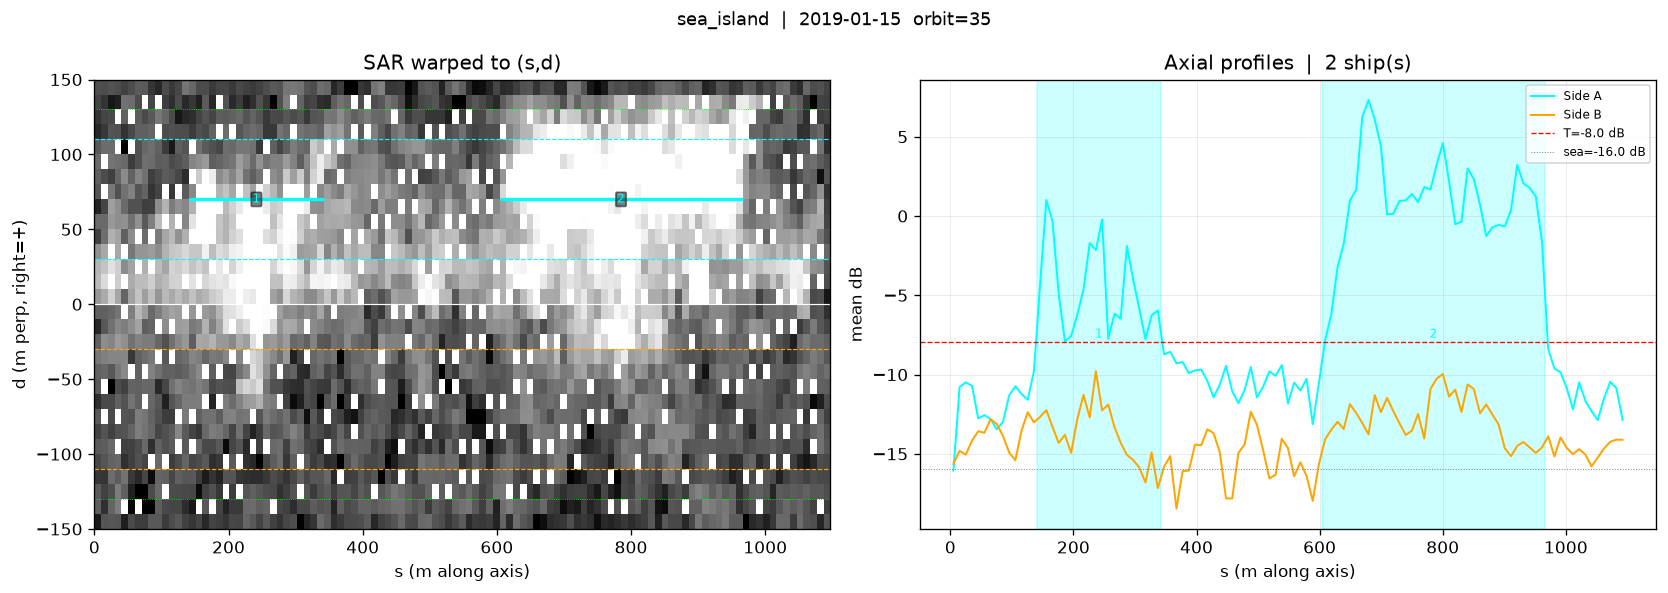 sea_island  |  2019-01-15  orbit=35
SAR warped to (s,d)
150
100
50
0
−50
−100
−150
d (m perp, right=+)
1
2
0
200
400
600
800
1000
s (m along axis)
Axial profiles  |  2 ship(s)
5
0
−5
−10
−15
mean dB
Side A
Side B
T=-8.0 dB
sea=-16.0 dB
1
2
0
200
400
600
800
1000
s (m along axis)